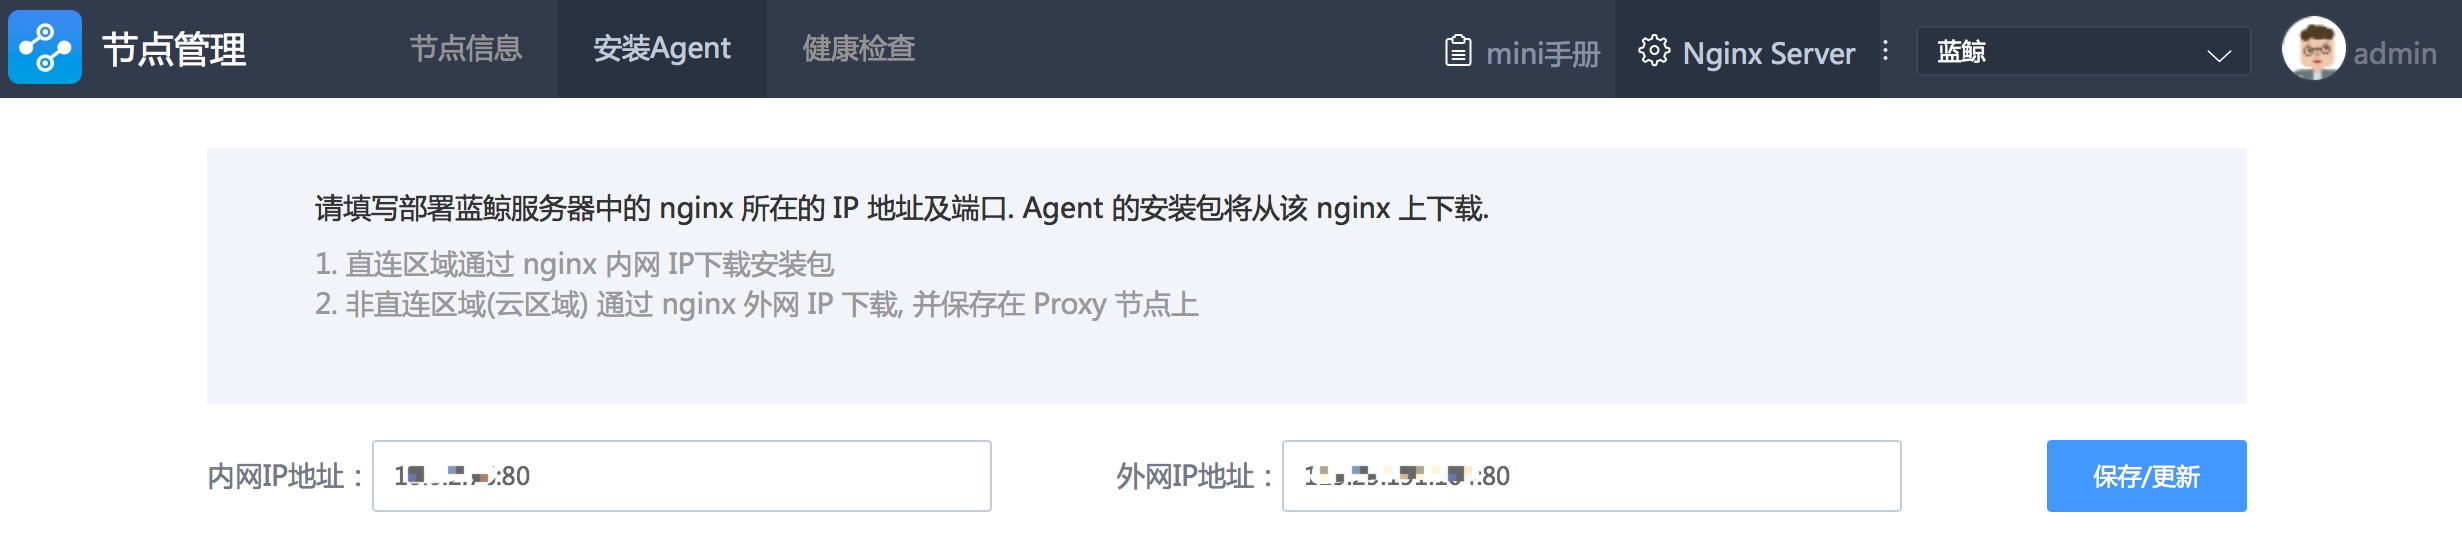 节点管理
节点信息
安装Agent
健康检查
mini手册
Nginx Server
蓝鲸
admin
请填写部署蓝鲸服务器中的 nginx 所在的 IP 地址及端口. Agent 的安装包将从该 nginx 上下载.
1. 直连区域通过 nginx 内网 IP下载安装包
2. 非直连区域(云区域) 通过 nginx 外网 IP 下载, 并保存在 Proxy 节点上
内网IP地址：
:80
外网IP地址：
:80
保存/更新